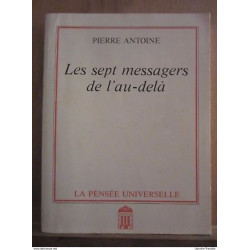 PIERRE ANTOINE
Les sept messagers
de l'au-delà
LA PENSÉE UNIVERSELLE